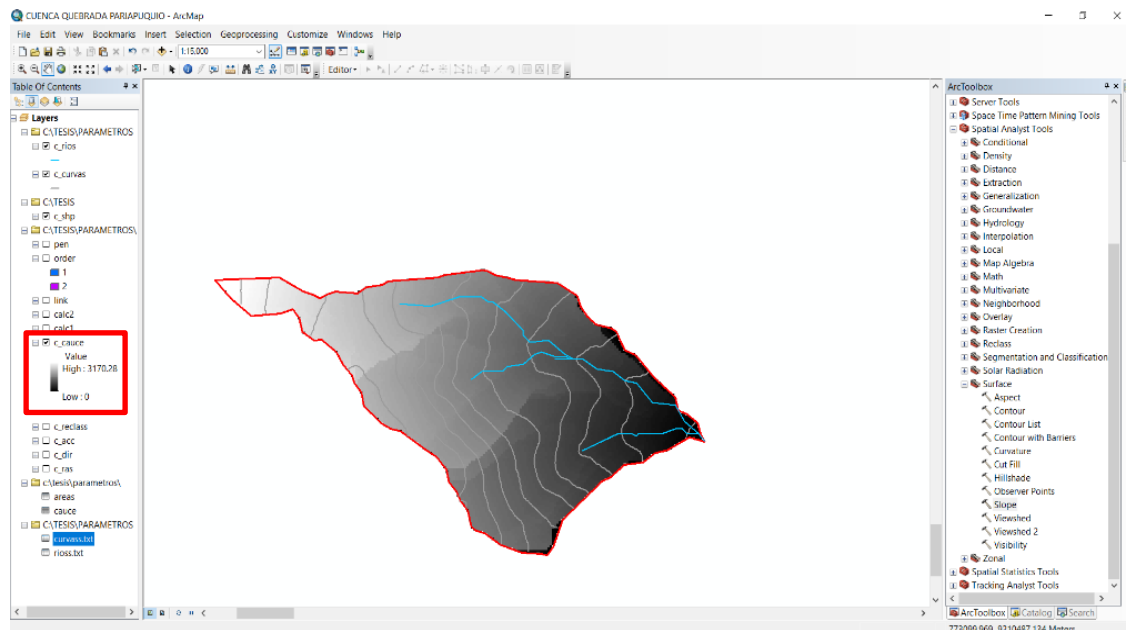 CUENCA QUEBRADA PARIAPUQUIO - ArcMap
File Edit View Bookmarks Insert Selection Geoprocessing Customize Windows Help
1:15.000
Editor
Table Of Contents
Layers
C:\TESIS\PARAMETROS
c_rios
c_curvas
C:\TESIS
c_shp
C:\TESIS\PARAMETROS\
pen
order
1
2
link
calc2
calc1
c_cauce
Value
High : 3170.28
Low : 0
c_reclass
c_acc
c_dir
c_ras
c:\tesis\parametros\
areas
cauce
C:\TESIS\PARAMETROS
curvass.txt
rioss.txt
ArcToolbox
Server Tools
Space Time Pattern Mining Tools
Spatial Analyst Tools
Conditional
Density
Distance
Extraction
Generalization
Groundwater
Hydrology
Interpolation
Local
Map Algebra
Math
Multivariate
Neighborhood
Overlay
Raster Creation
Reclass
Segmentation and Classification
Solar Radiation
Surface
Aspect
Contour
Contour List
Contour with Barriers
Curvature
Cut Fill
Hillshade
Observer Points
Slope
Viewshed
Viewshed 2
Visibility
Zonal
Spatial Statistics Tools
Tracking Analyst Tools
ArcToolbox Catalog Search
773099.969 9310487.134 Meters